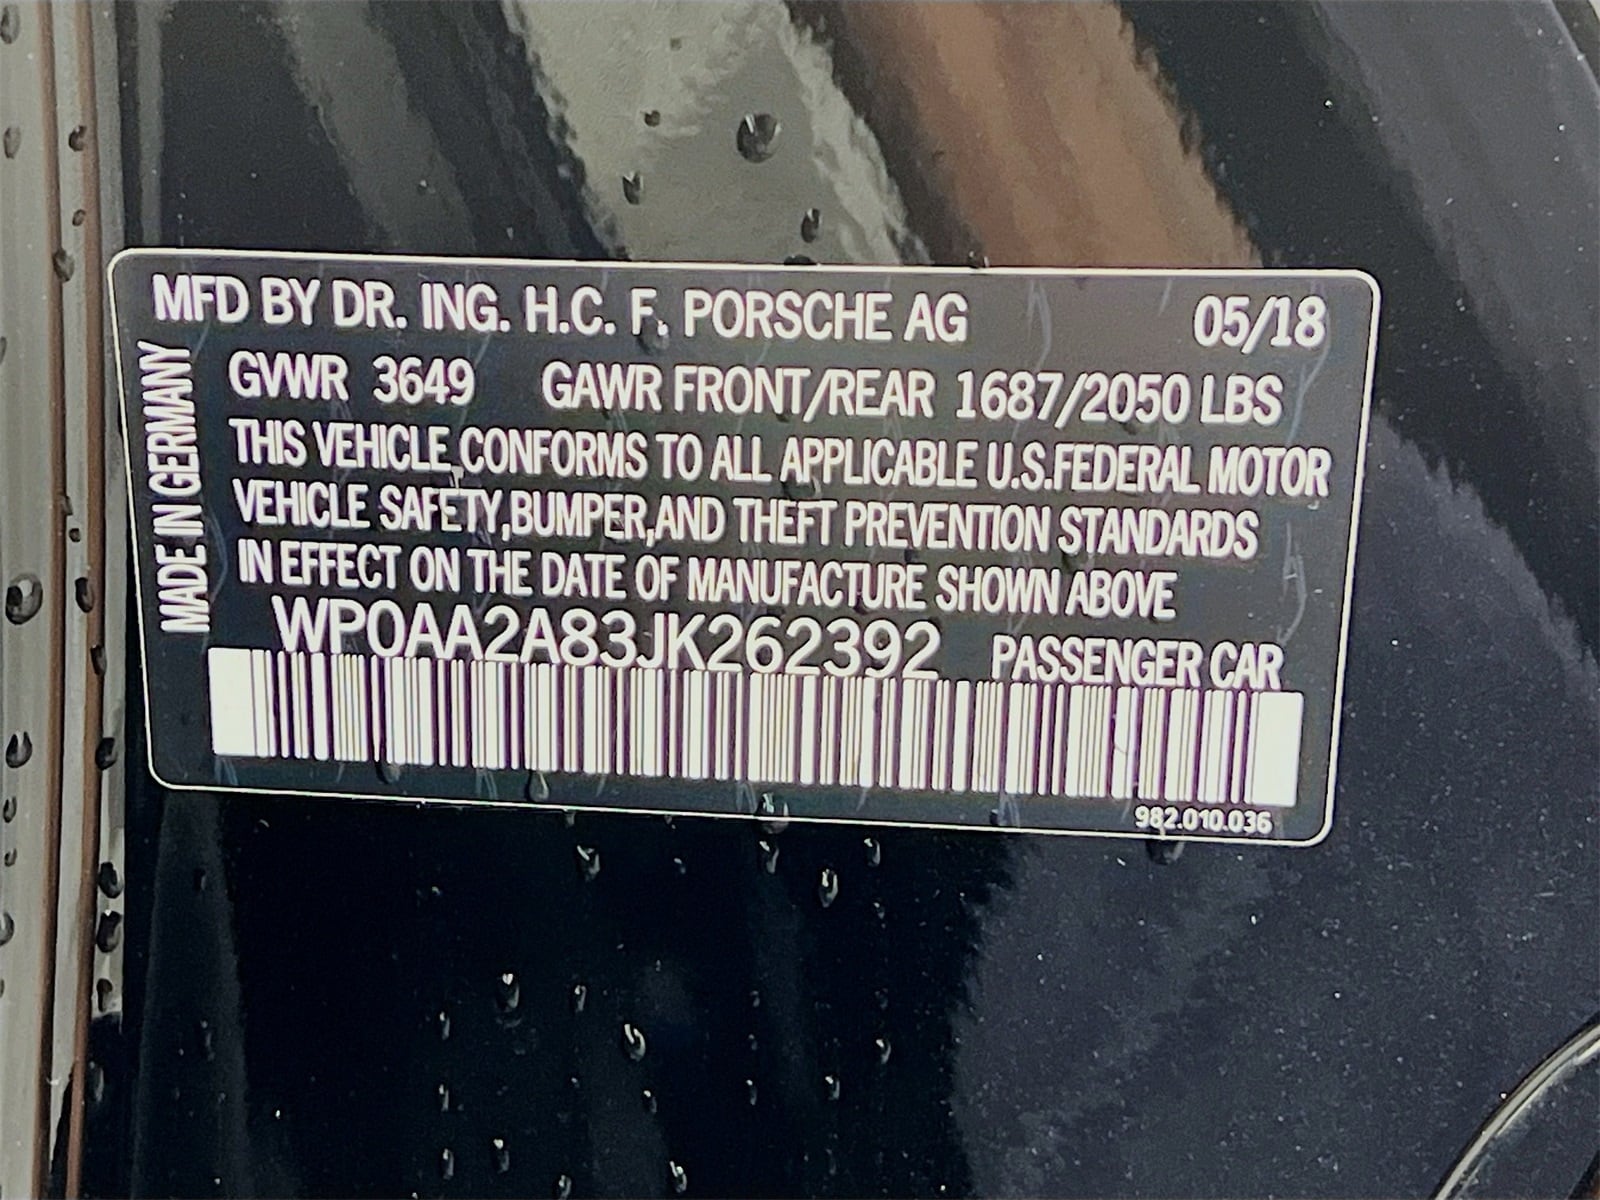 MFD BY DR. ING. H.C. F. PORSCHE AG 05/18
GVWR 3649 GAWR FRONT/REAR 1687/2050 LBS
THIS VEHICLE CONFORMS TO ALL APPLICABLE U.S.FEDERAL MOTOR
VEHICLE SAFETY,BUMPER,AND THEFT PREVENTION STANDARDS
IN EFFECT ON THE DATE OF MANUFACTURE SHOWN ABOVE
WP0AA2A83JK262392 PASSENGER CAR
982.010.036
MADE IN GERMANY